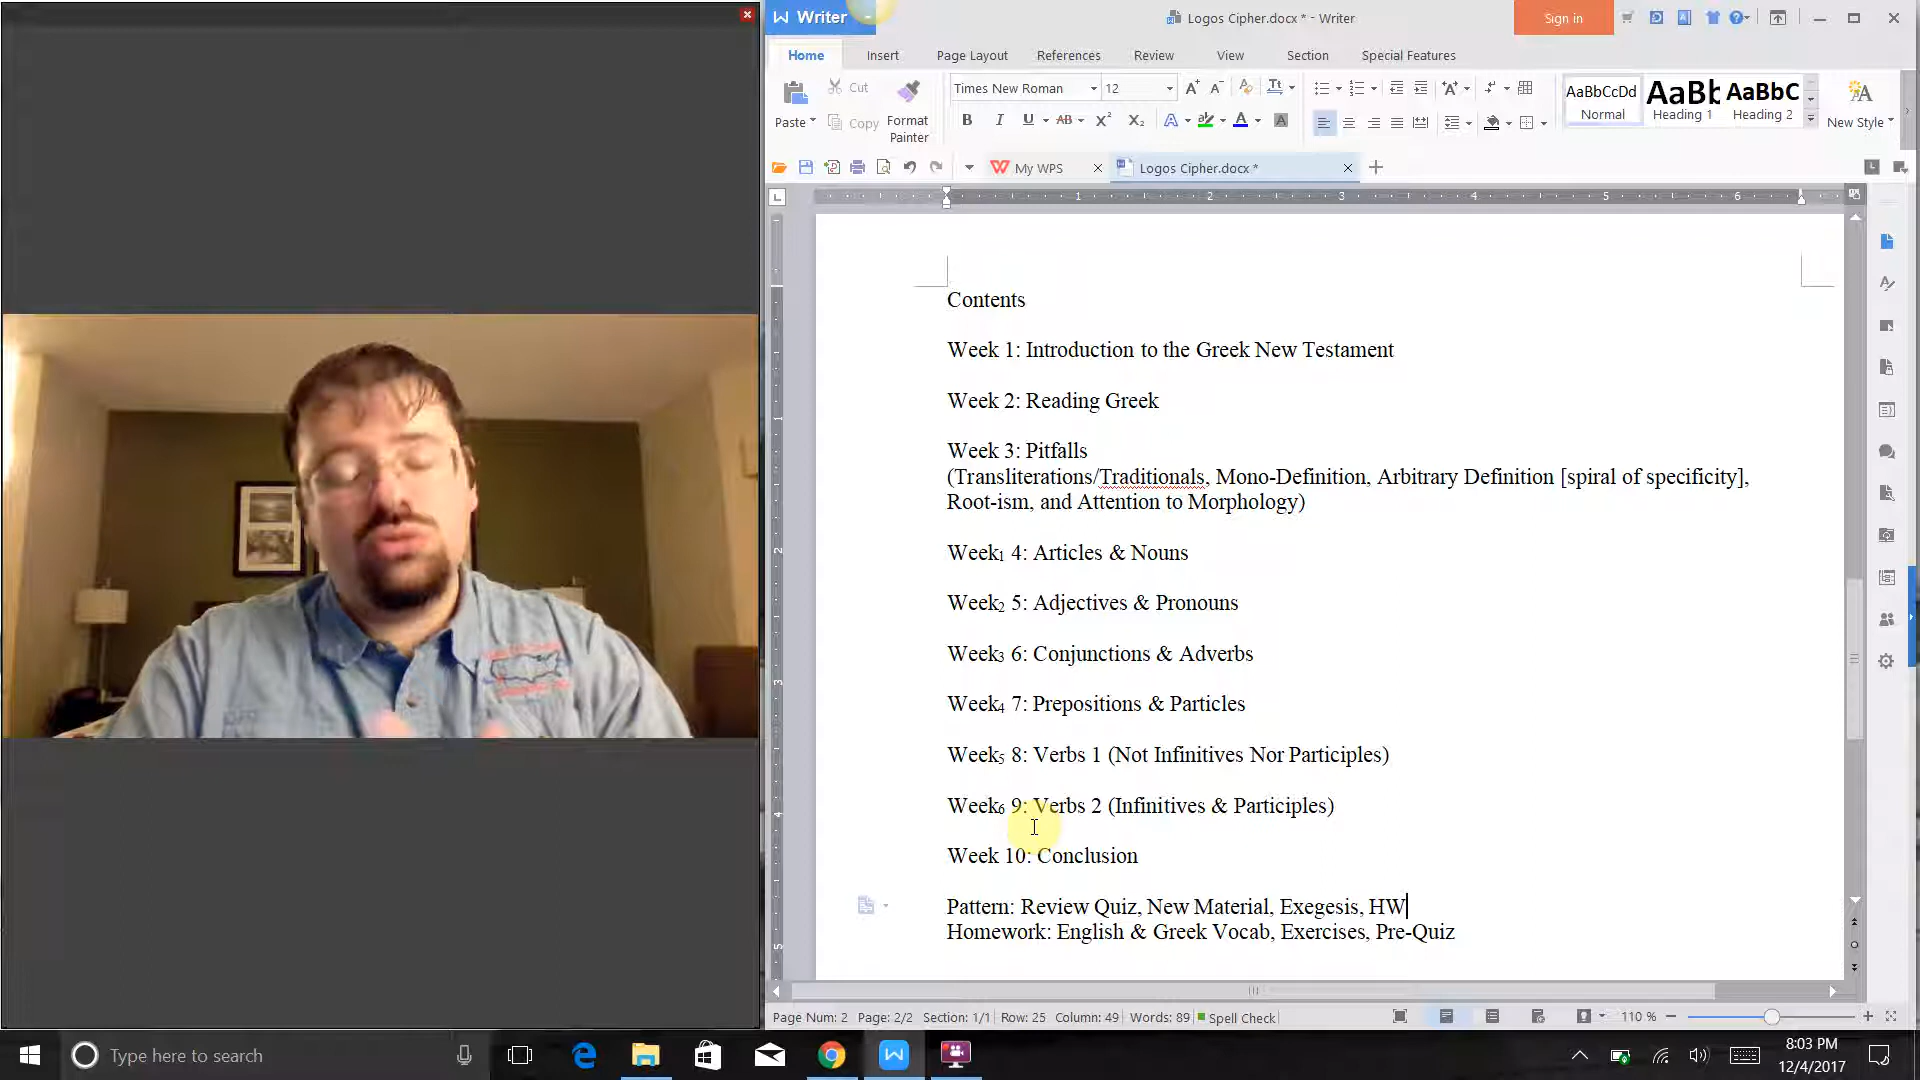 Writer
Logos Cipher.docx * - Writer
Sign in
Home
Insert
Page Layout
References
Review
View
Section
Special Features
Paste
Cut
Copy
Format
Painter
Times New Roman
12
AaBbCcDd
Normal
AaBb
Heading 1
AaBbC
Heading 2
New Style
My WPS
Logos Cipher.docx *
1 2 3 4 5 6
Contents
Week 1: Introduction to the Greek New Testament
Week 2: Reading Greek
Week 3: Pitfalls
(Transliterations/Traditionals, Mono-Definition, Arbitrary Definition [spiral of specificity],
Root-ism, and Attention to Morphology)
Week₁ 4: Articles & Nouns
Week₂ 5: Adjectives & Pronouns
Week₃ 6: Conjunctions & Adverbs
Week₄ 7: Prepositions & Particles
Week₅ 8: Verbs 1 (Not Infinitives Nor Participles)
Week₆ 9: Verbs 2 (Infinitives & Participles)
Week 10: Conclusion
Pattern: Review Quiz, New Material, Exegesis, HW
Homework: English & Greek Vocab, Exercises, Pre-Quiz
Page Num: 2 Page: 2/2 Section: 1/1 Row: 25 Column: 49 Words: 89 Spell Check
110 %
Type here to search
8:03 PM
12/4/2017